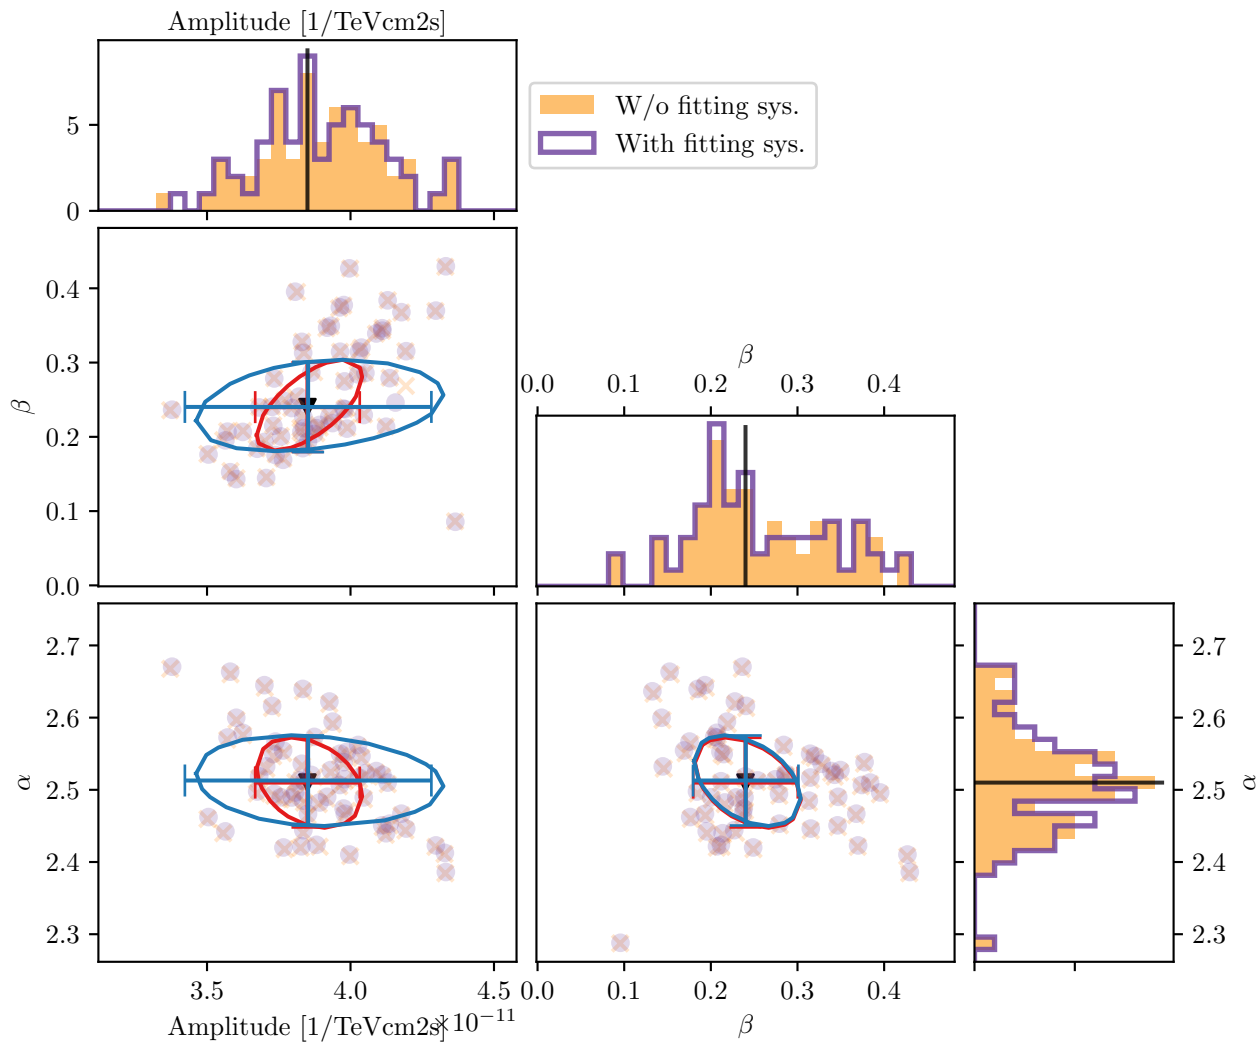 Amplitude [1/TeVcm2s]
5
0
W/o fitting sys.
With fitting sys.
0.4
0.3
0.2
0.1
0.0
β
β
0.0 0.1 0.2 0.3 0.4
2.7
2.6
2.5
2.4
2.3
α
2.7
2.6
2.5
2.4
2.3
α
3.5 4.0 4.5
Amplitude [1/TeVcm2s]
×10⁻¹¹
0.0 0.1 0.2 0.3 0.4
β